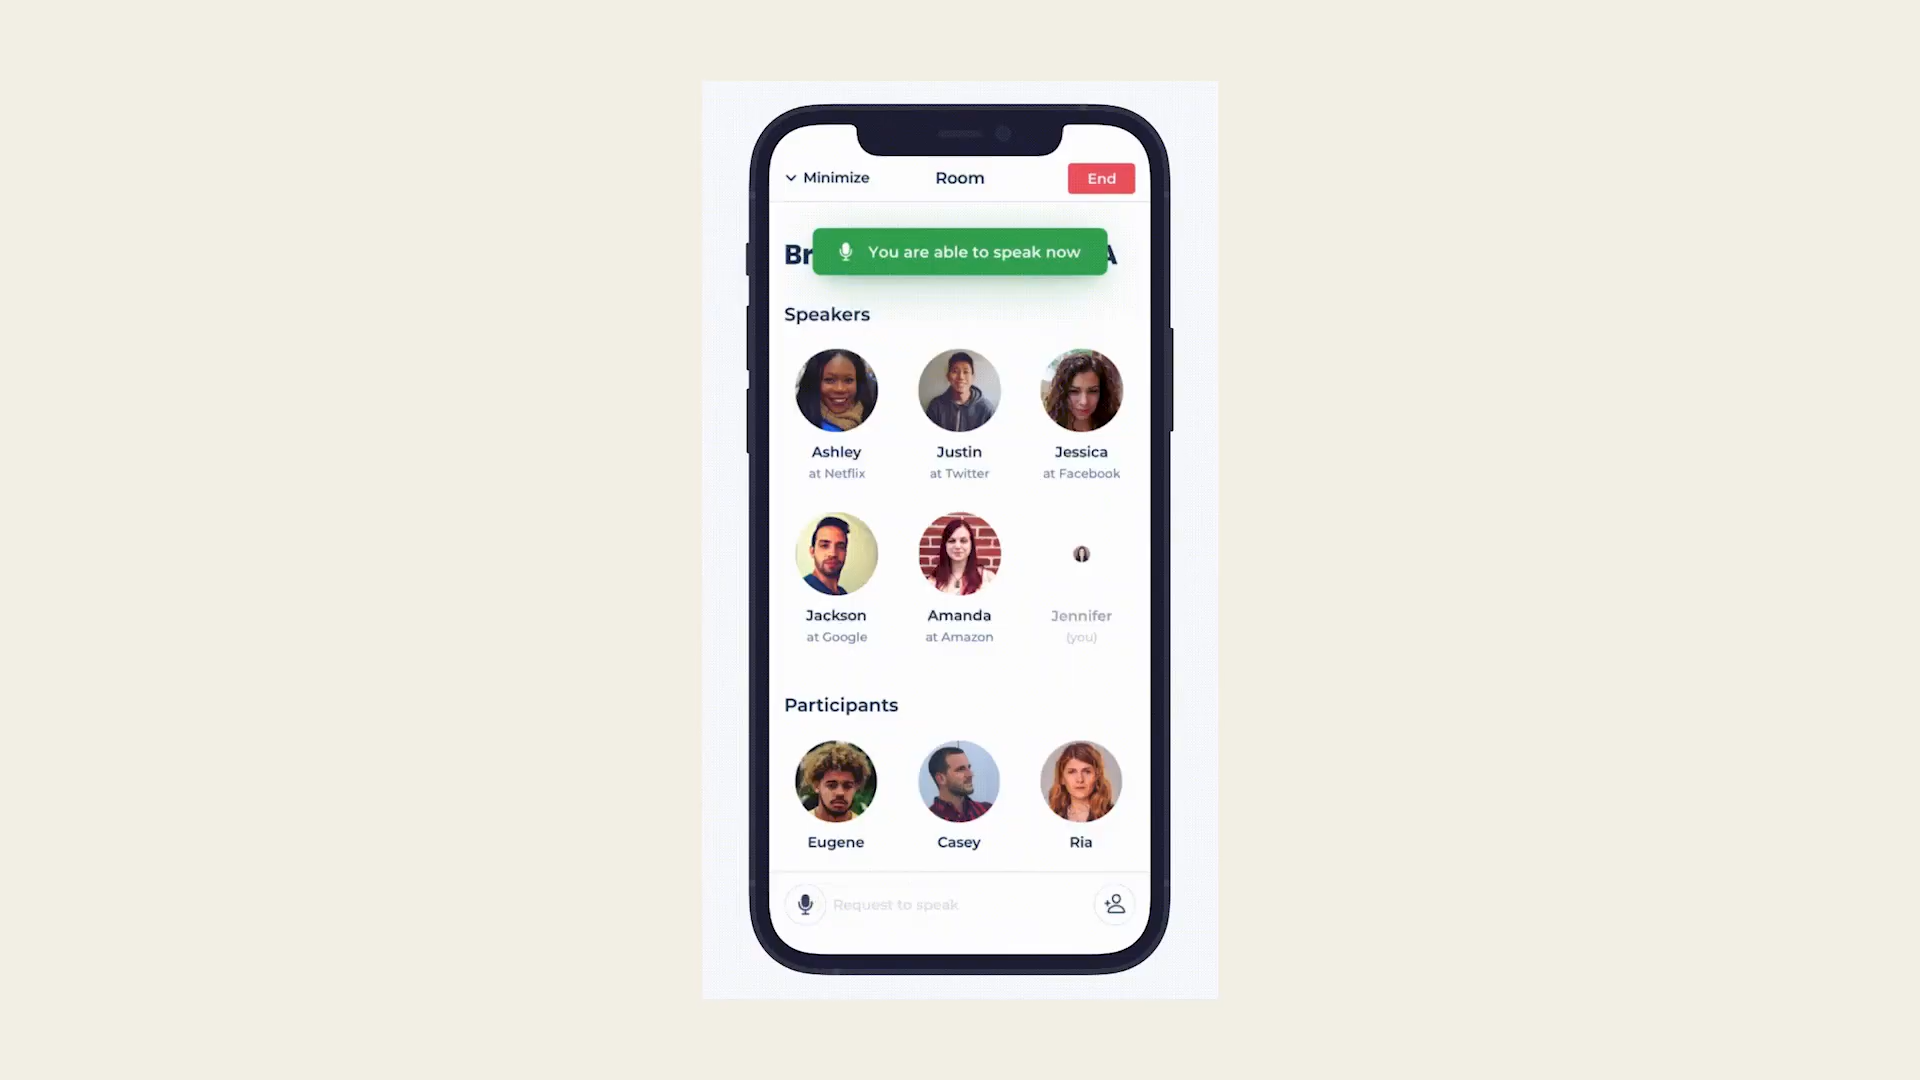 Minimize
Room
End
You are able to speak now
Speakers
Ashley
Justin
Jessica
at Netflix
at Twitter
at Facebook
Jackson
Amanda
Jennifer
at Google
at Amazon
(you)
Participants
Eugene
Casey
Ria
Request to speak